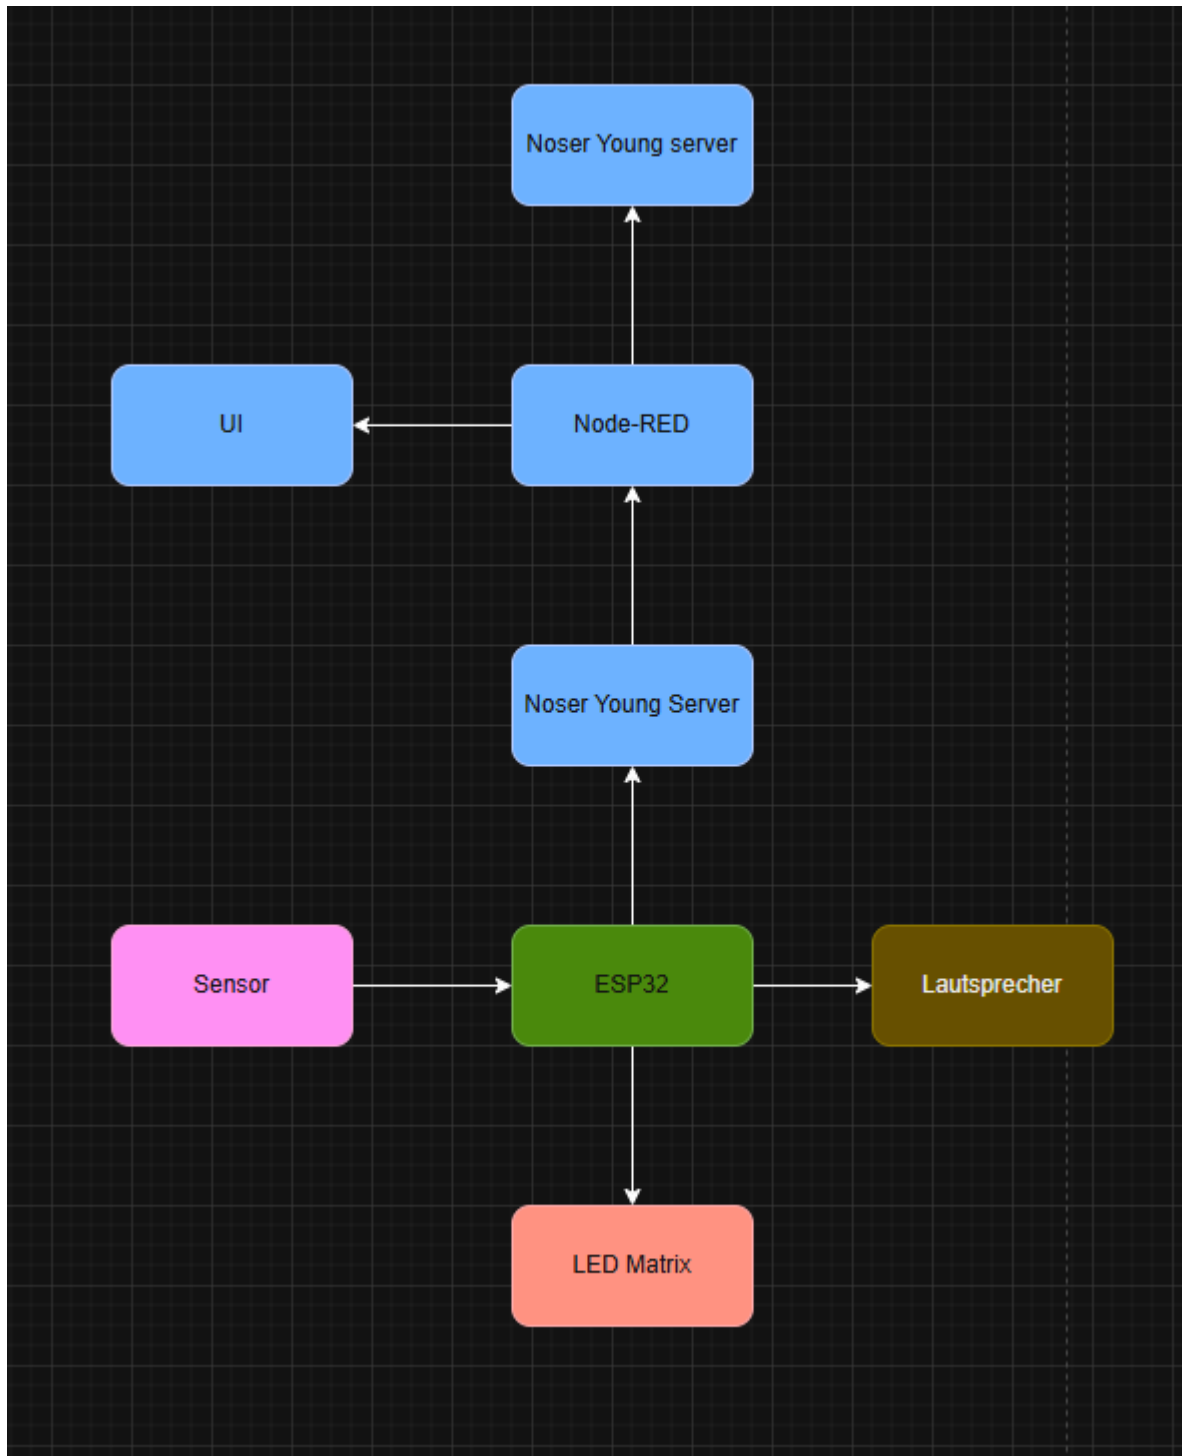 Noser Young server
UI
Node-RED
Noser Young Server
Sensor
ESP32
Lautsprecher
LED Matrix